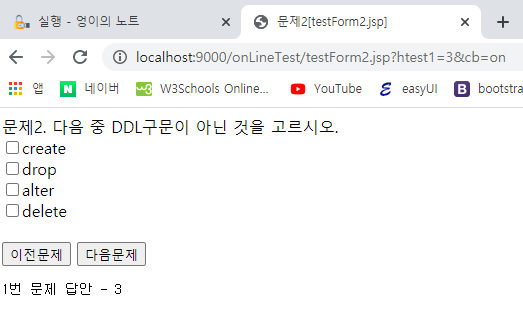 실행 - 엉이의 노트
문제2[testForm2.jsp]
localhost:9000/onLineTest/testForm2.jsp?htest1=3&cb=on
앱 네이버 W3Schools Online... YouTube easyUI bootstra
문제2. 다음 중 DDL구문이 아닌 것을 고르시오.
create
drop
alter
delete
이전문제 다음문제
1번 문제 답안 - 3